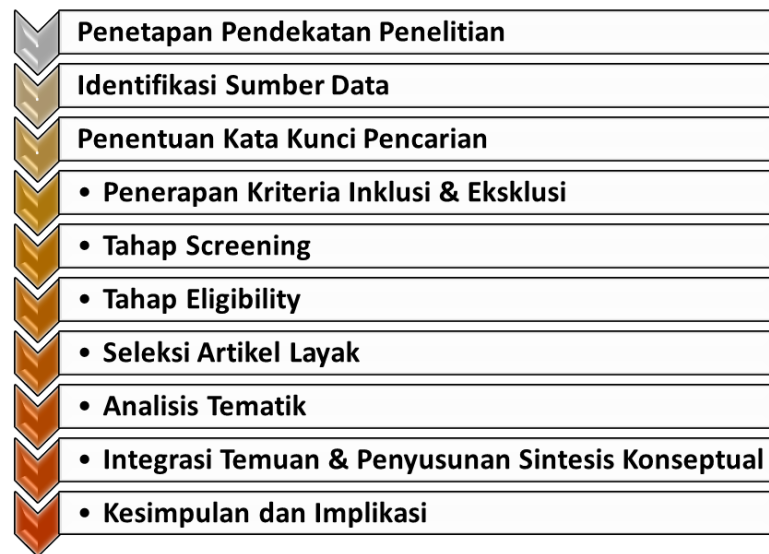 Penetapan Pendekatan Penelitian
Identifikasi Sumber Data
Penentuan Kata Kunci Pencarian
• Penerapan Kriteria Inklusi & Eksklusi
• Tahap Screening
• Tahap Eligibility
• Seleksi Artikel Layak
• Analisis Tematik
• Integrasi Temuan & Penyusunan Sintesis Konseptual
• Kesimpulan dan Implikasi